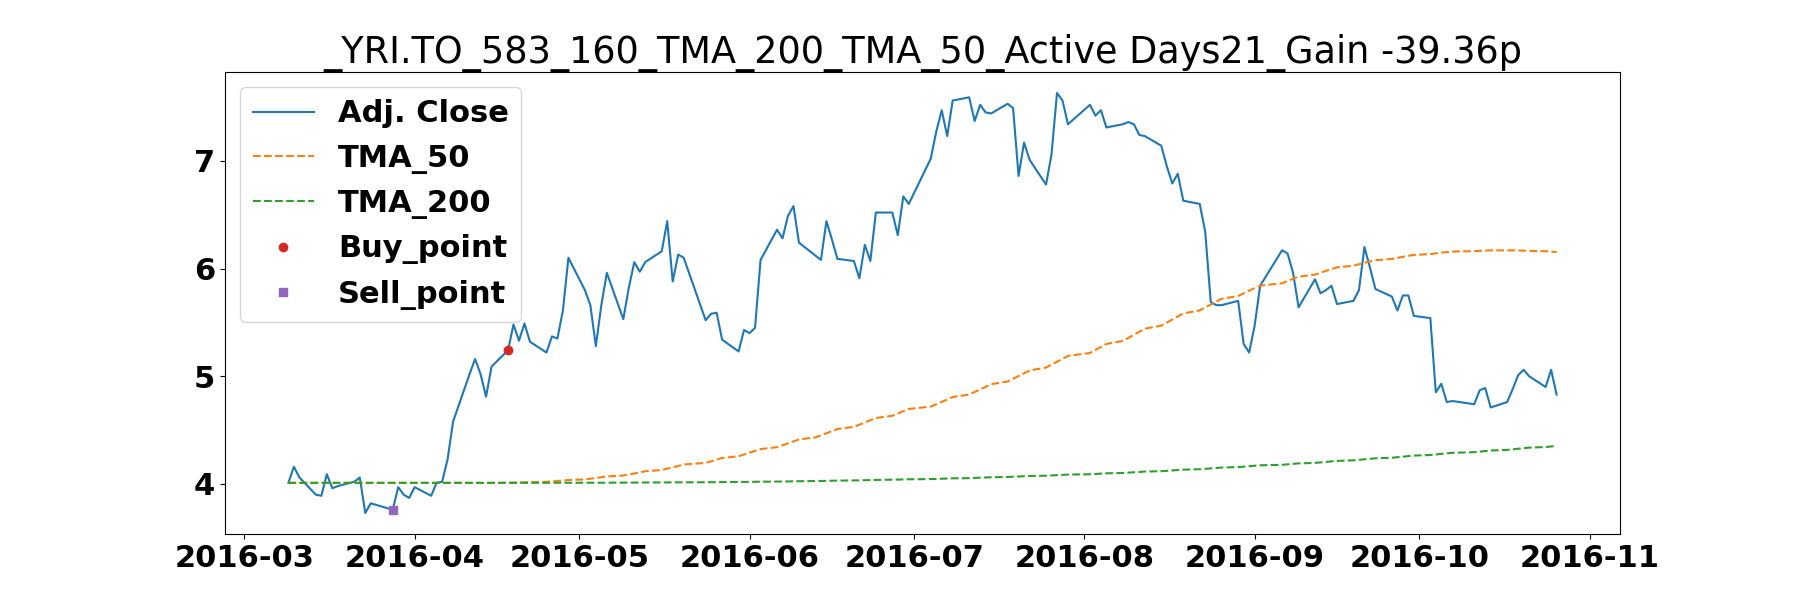 _YRI.TO_583_160_TMA_200_TMA_50_Active Days21_Gain -39.36p
Adj. Close
TMA_50
TMA_200
Buy_point
Sell_point
7
6
5
4
2016-03 2016-04 2016-05 2016-06 2016-07 2016-08 2016-09 2016-10 2016-11